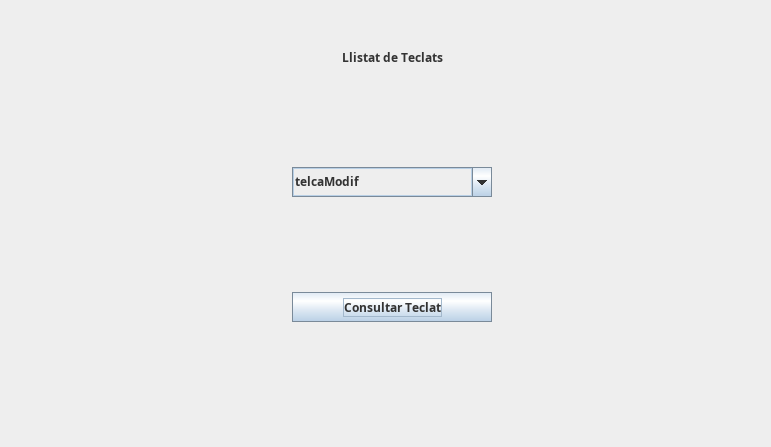 Llistat de Teclats
telcaModif
Consultar Teclat